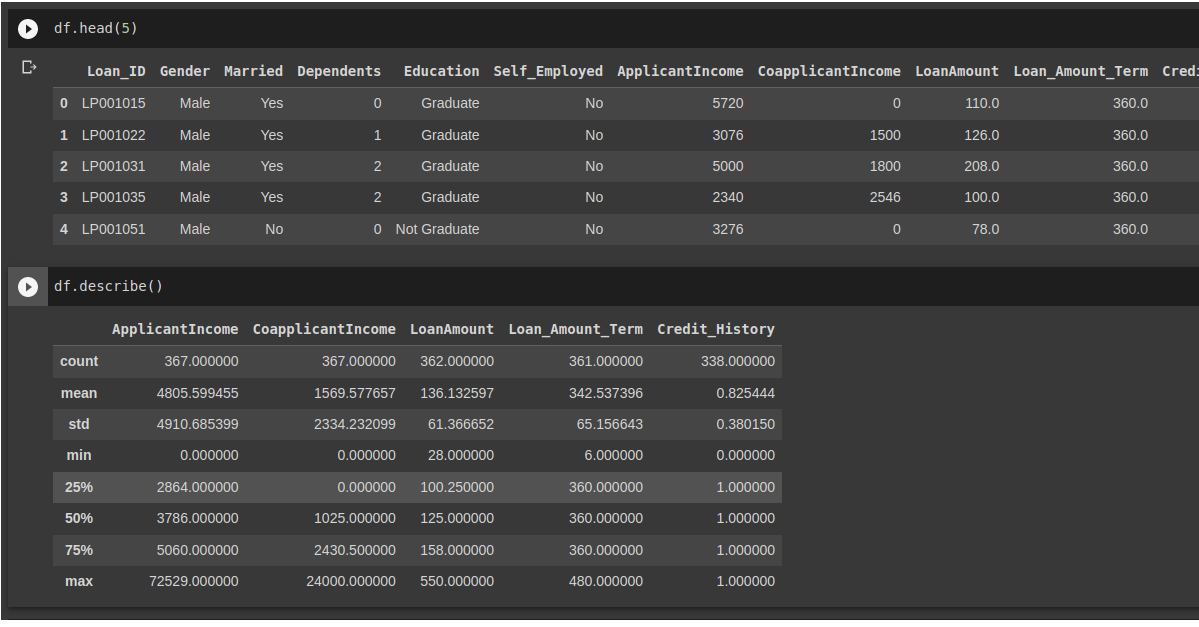 df.head(5)
Loan_ID Gender Married Dependents Education Self_Employed ApplicantIncome CoapplicantIncome LoanAmount Loan_Amount_Term Credi
0 LP001015 Male Yes 0 Graduate No 5720 0 110.0 360.0
1 LP001022 Male Yes 1 Graduate No 3076 1500 126.0 360.0
2 LP001031 Male Yes 2 Graduate No 5000 1800 208.0 360.0
3 LP001035 Male Yes 2 Graduate No 2340 2546 100.0 360.0
4 LP001051 Male No 0 Not Graduate No 3276 0 78.0 360.0
df.describe()
ApplicantIncome CoapplicantIncome LoanAmount Loan_Amount_Term Credit_History
count 367.000000 367.000000 362.000000 361.000000 338.000000
mean 4805.599455 1569.577657 136.132597 342.537396 0.825444
std 4910.685399 2334.232099 61.366652 65.156643 0.380150
min 0.000000 0.000000 28.000000 6.000000 0.000000
25% 2864.000000 0.000000 100.250000 360.000000 1.000000
50% 3786.000000 1025.000000 125.000000 360.000000 1.000000
75% 5060.000000 2430.500000 158.000000 360.000000 1.000000
max 72529.000000 24000.000000 550.000000 480.000000 1.000000